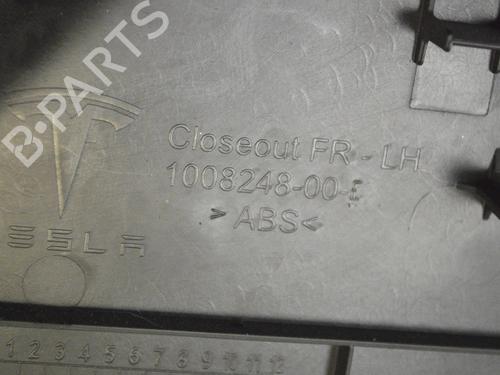 B-PARTS
Closeout FR - LH
1008248-00-
> ABS <
ESLA
1 2 3 4 5 6 7 8 9 10 11 12